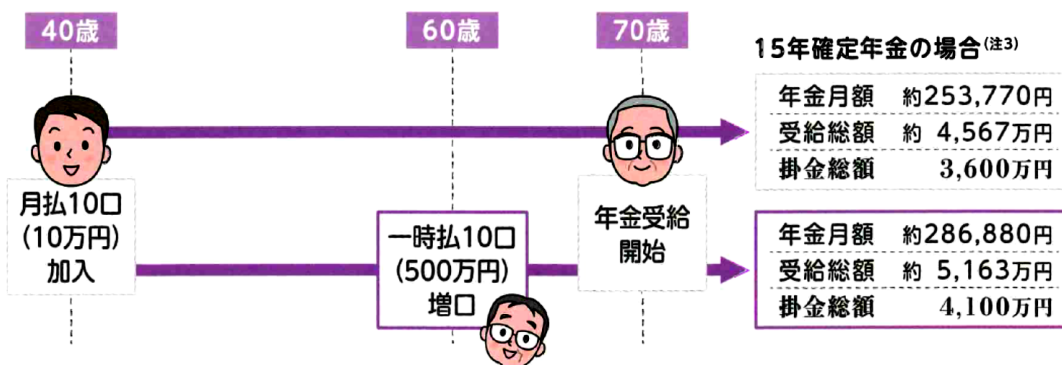 40歳
60歳
70歳
15年確定年金の場合(注3)
年金月額 約253,770円
受給総額 約 4,567万円
掛金総額 3,600万円
月払10口
(10万円)
加入
一時払10口
(500万円)
増口
年金受給
開始
年金月額 約286,880円
受給総額 約 5,163万円
掛金総額 4,100万円